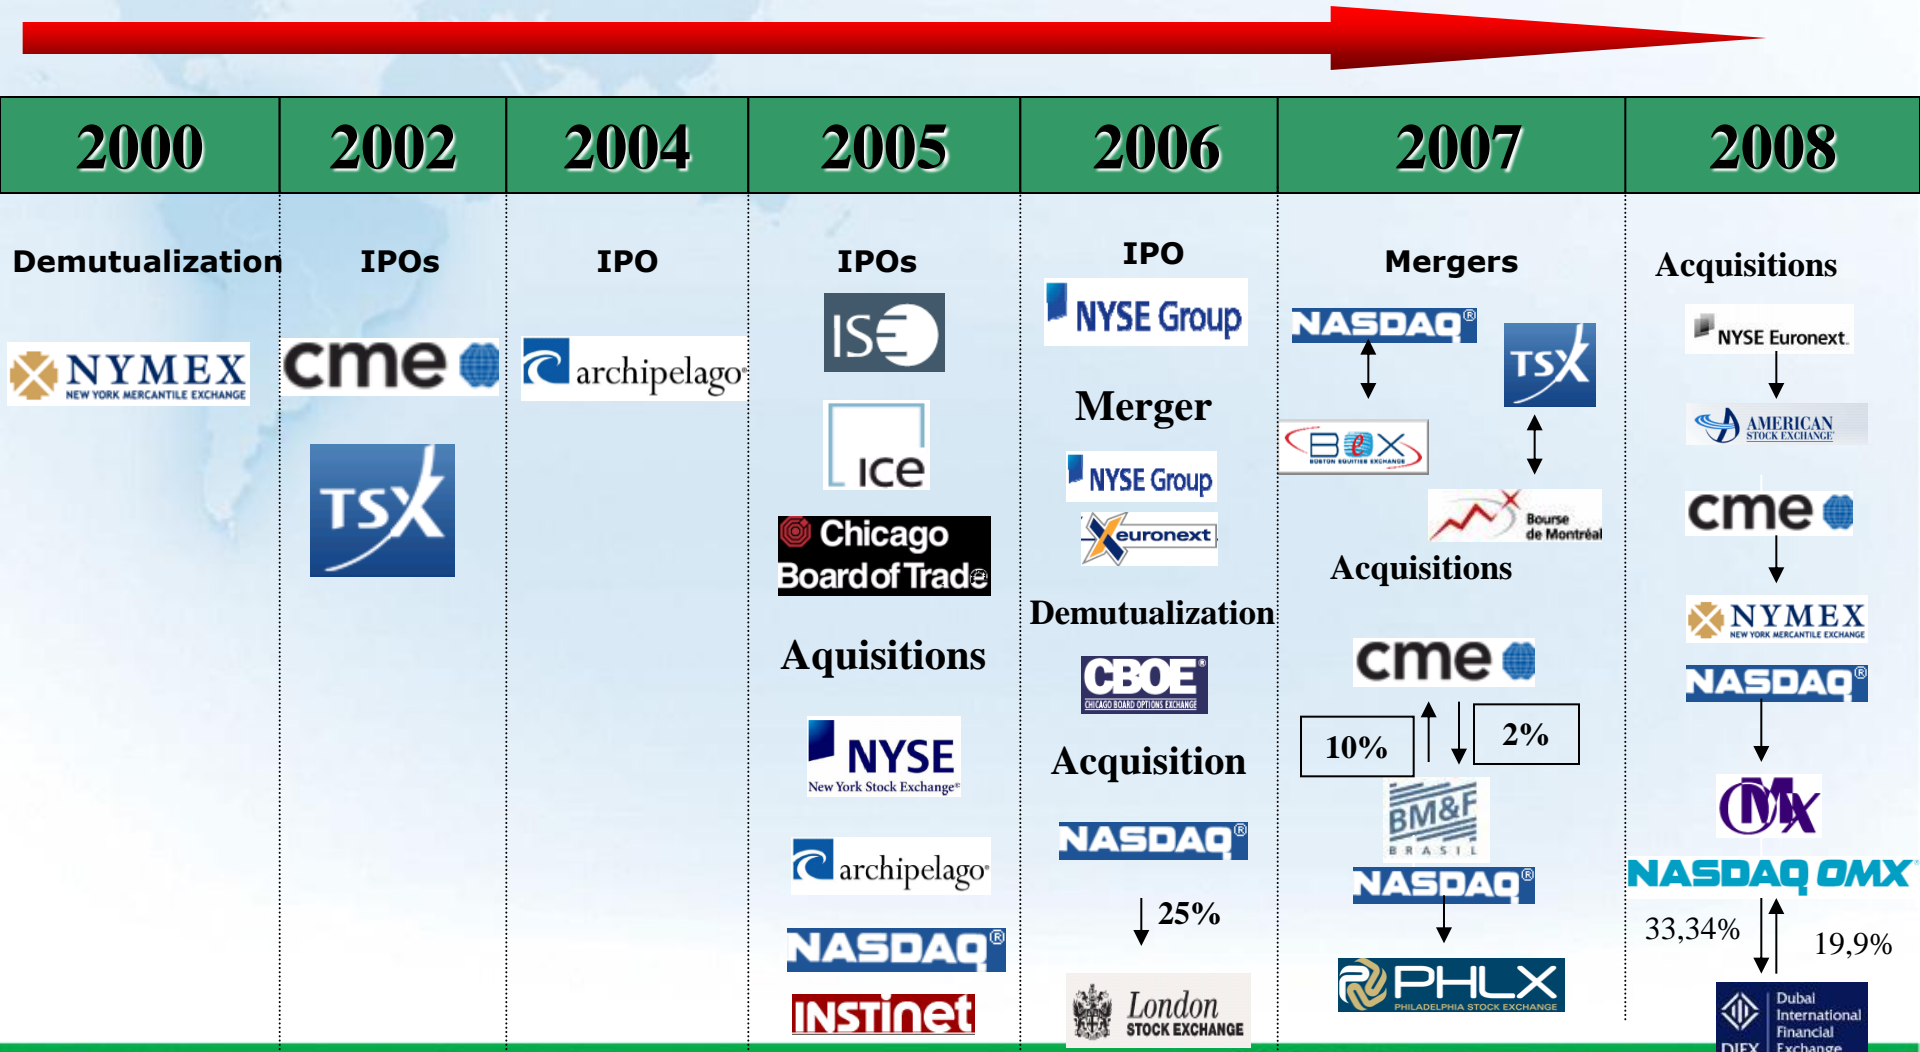 2000
2002
2004
2005
2006
2007
2008
Demutualization
NYMEX
NEW YORK MERCANTILE EXCHANGE
IPOs
cme
TSX
IPO
archipelago
IPOs
ISE
ICE
Chicago
Board of Trade
Aquisitions
NYSE
New York Stock Exchange®
archipelago
NASDAQ®
INSTINET
IPO
NYSE Group
Merger
NYSE Group
euronext
Demutualization
CBOE®
CHICAGO BOARD OPTIONS EXCHANGE
Acquisition
NASDAQ®
25%
London
STOCK EXCHANGE
Mergers
NASDAQ®
TSX
BeX
BOSTON EQUITIES EXCHANGE
Bourse
de Montréal
Acquisitions
cme
10%
2%
BM&F
BRASIL
NASDAQ®
PHLX
PHILADELPHIA STOCK EXCHANGE
Acquisitions
NYSE Euronext.
AMERICAN
STOCK EXCHANGE
cme
NYMEX
NEW YORK MERCANTILE EXCHANGE
NASDAQ®
OMX
NASDAQ OMX
33,34%
19,9%
Dubai
International
Financial
DIFX Exchange